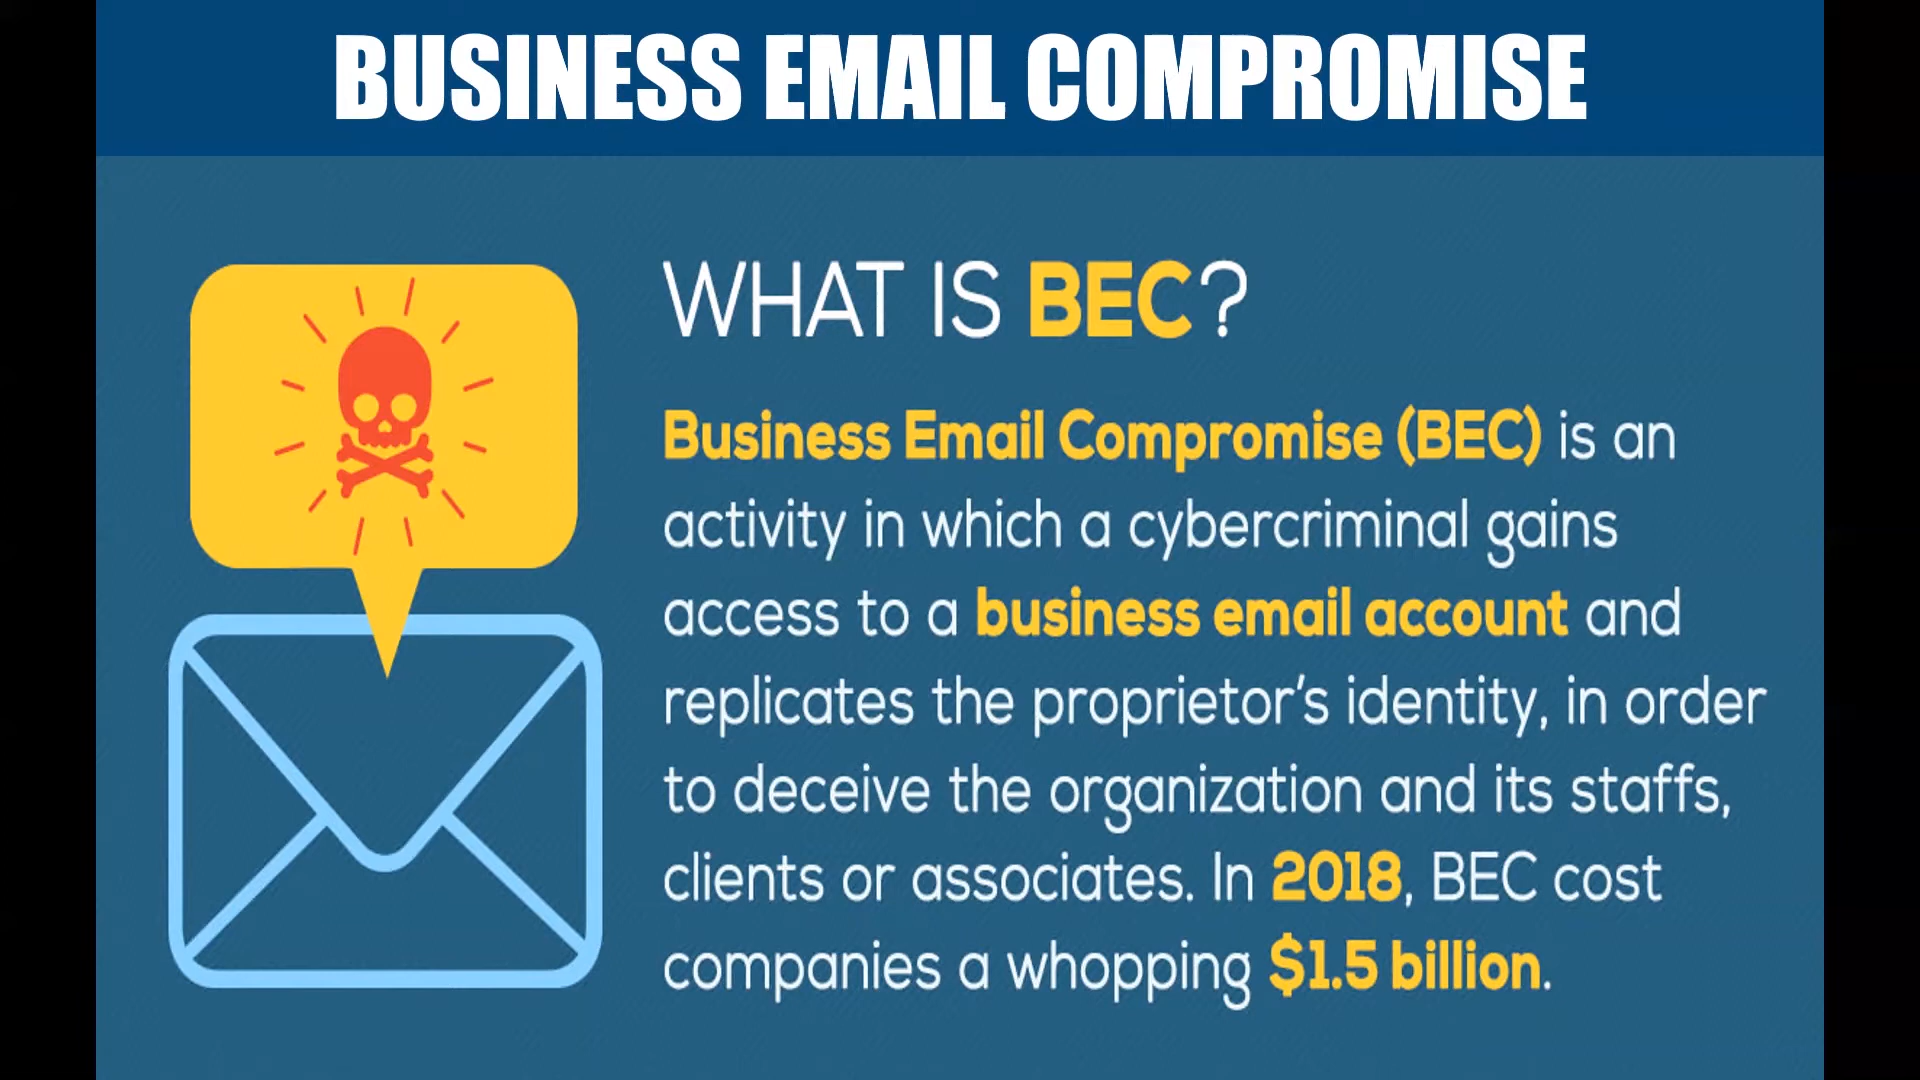 BUSINESS EMAIL COMPROMISE
WHAT IS BEC?
Business Email Compromise (BEC) is an
activity in which a cybercriminal gains
access to a business email account and
replicates the proprietor's identity, in order
to deceive the organization and its staffs,
clients or associates. In 2018, BEC cost
companies a whopping $1.5 billion.